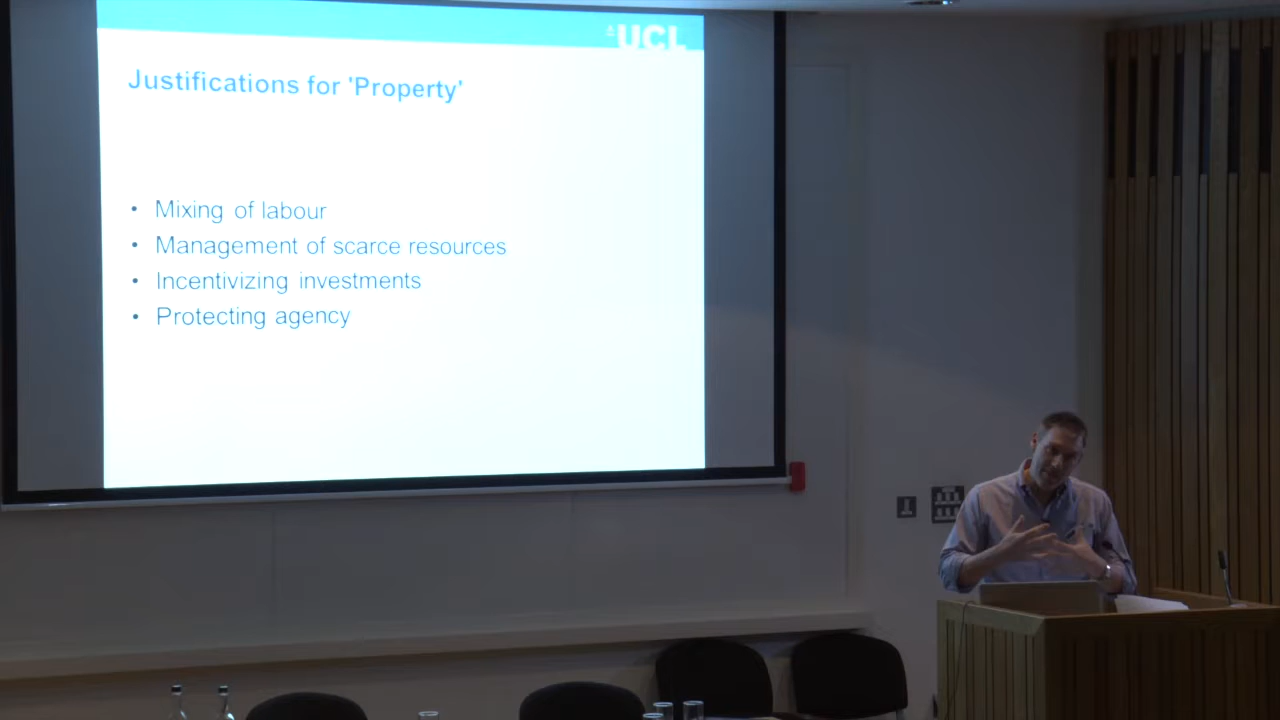 UCL
Justifications for 'Property'
• Mixing of labour
• Management of scarce resources
• Incentivizing investments
• Protecting agency